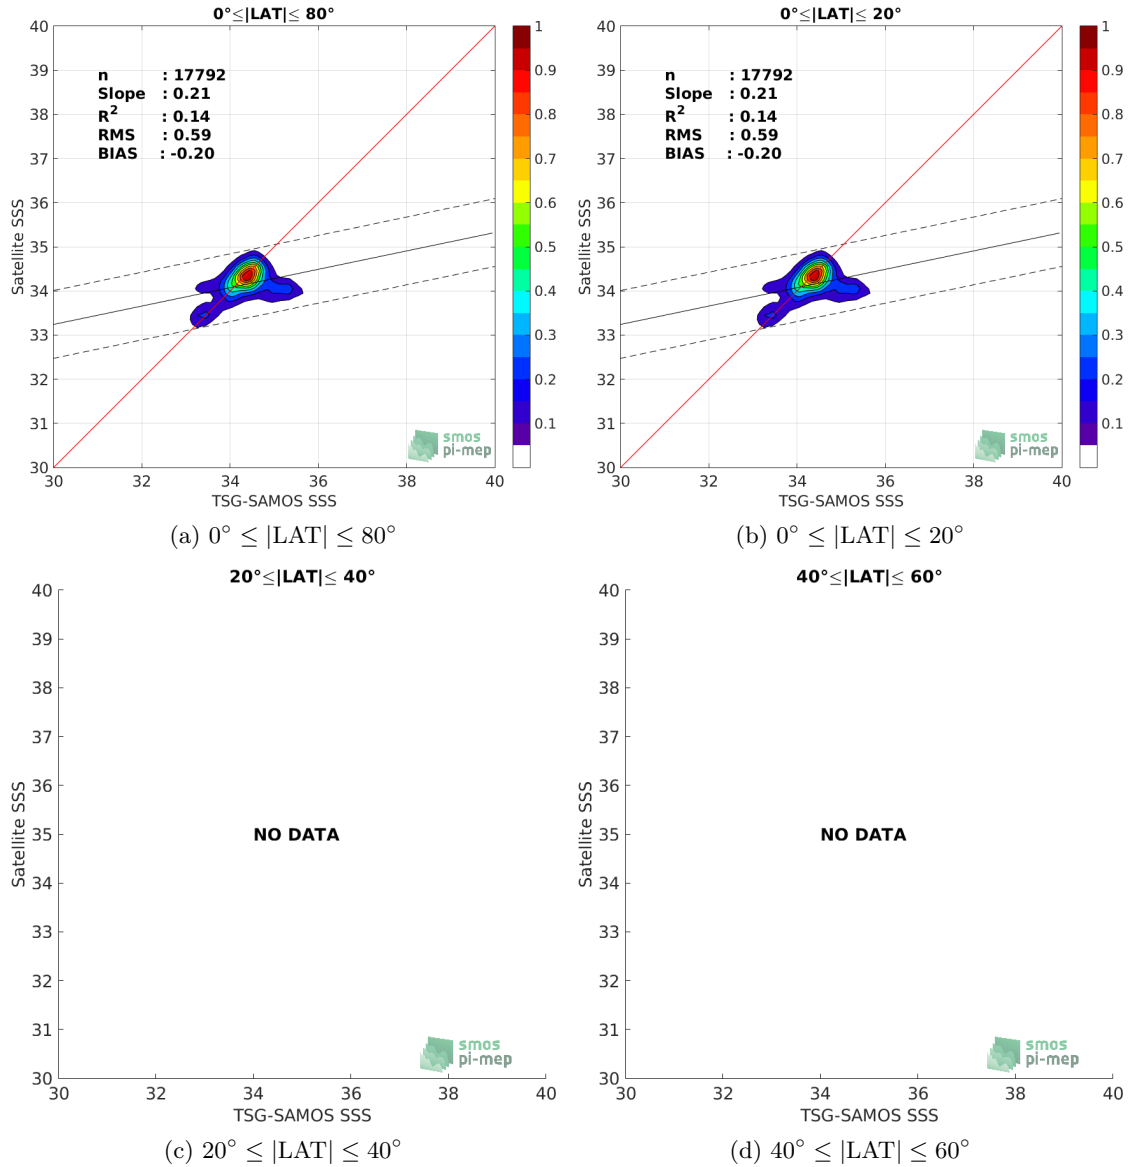 0°≤|LAT|≤ 80°
40
39
38
37
36
35
34
33
32
31
30
30 32 34 36 38 40
Satellite SSS
TSG-SAMOS SSS
n : 17792
Slope : 0.21
R² : 0.14
RMS : 0.59
BIAS : -0.20
smos
pi-mep
1
0.9
0.8
0.7
0.6
0.5
0.4
0.3
0.2
0.1
(a) 0° ≤ |LAT| ≤ 80°
0°≤|LAT|≤ 20°
40
39
38
37
36
35
34
33
32
31
30
30 32 34 36 38 40
Satellite SSS
TSG-SAMOS SSS
n : 17792
Slope : 0.21
R² : 0.14
RMS : 0.59
BIAS : -0.20
smos
pi-mep
1
0.9
0.8
0.7
0.6
0.5
0.4
0.3
0.2
0.1
(b) 0° ≤ |LAT| ≤ 20°
20°≤|LAT|≤ 40°
40
39
38
37
36
35
34
33
32
31
30
30 32 34 36 38 40
Satellite SSS
TSG-SAMOS SSS
NO DATA
smos
pi-mep
(c) 20° ≤ |LAT| ≤ 40°
40°≤|LAT|≤ 60°
40
39
38
37
36
35
34
33
32
31
30
30 32 34 36 38 40
Satellite SSS
TSG-SAMOS SSS
NO DATA
smos
pi-mep
(d) 40° ≤ |LAT| ≤ 60°